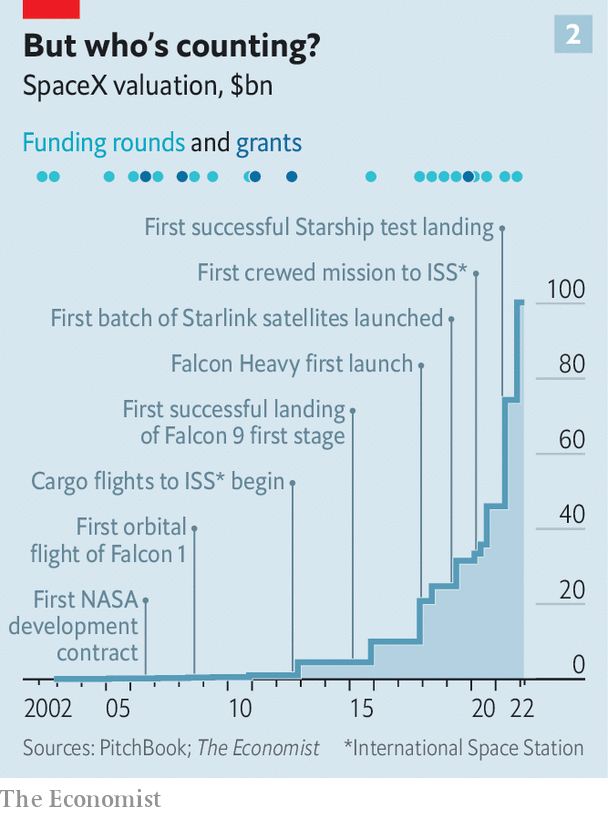 But who's counting?
2
SpaceX valuation, $bn
Funding rounds and grants
First successful Starship test landing
First crewed mission to ISS*
100
First batch of Starlink satellites launched
80
Falcon Heavy first launch
First successful landing
of Falcon 9 first stage
60
Cargo flights to ISS* begin
40
First orbital
flight of Falcon 1
20
First NASA
development
contract
0
2002 05 10 15 20 22
Sources: PitchBook; The Economist *International Space Station
The Economist